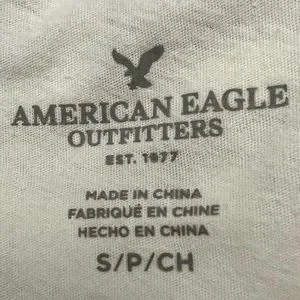 AMERICAN EAGLE
OUTFITTERS
EST. 1977
MADE IN CHINA
FABRIQUÉ EN CHINE
HECHO EN CHINA
S/P/CH